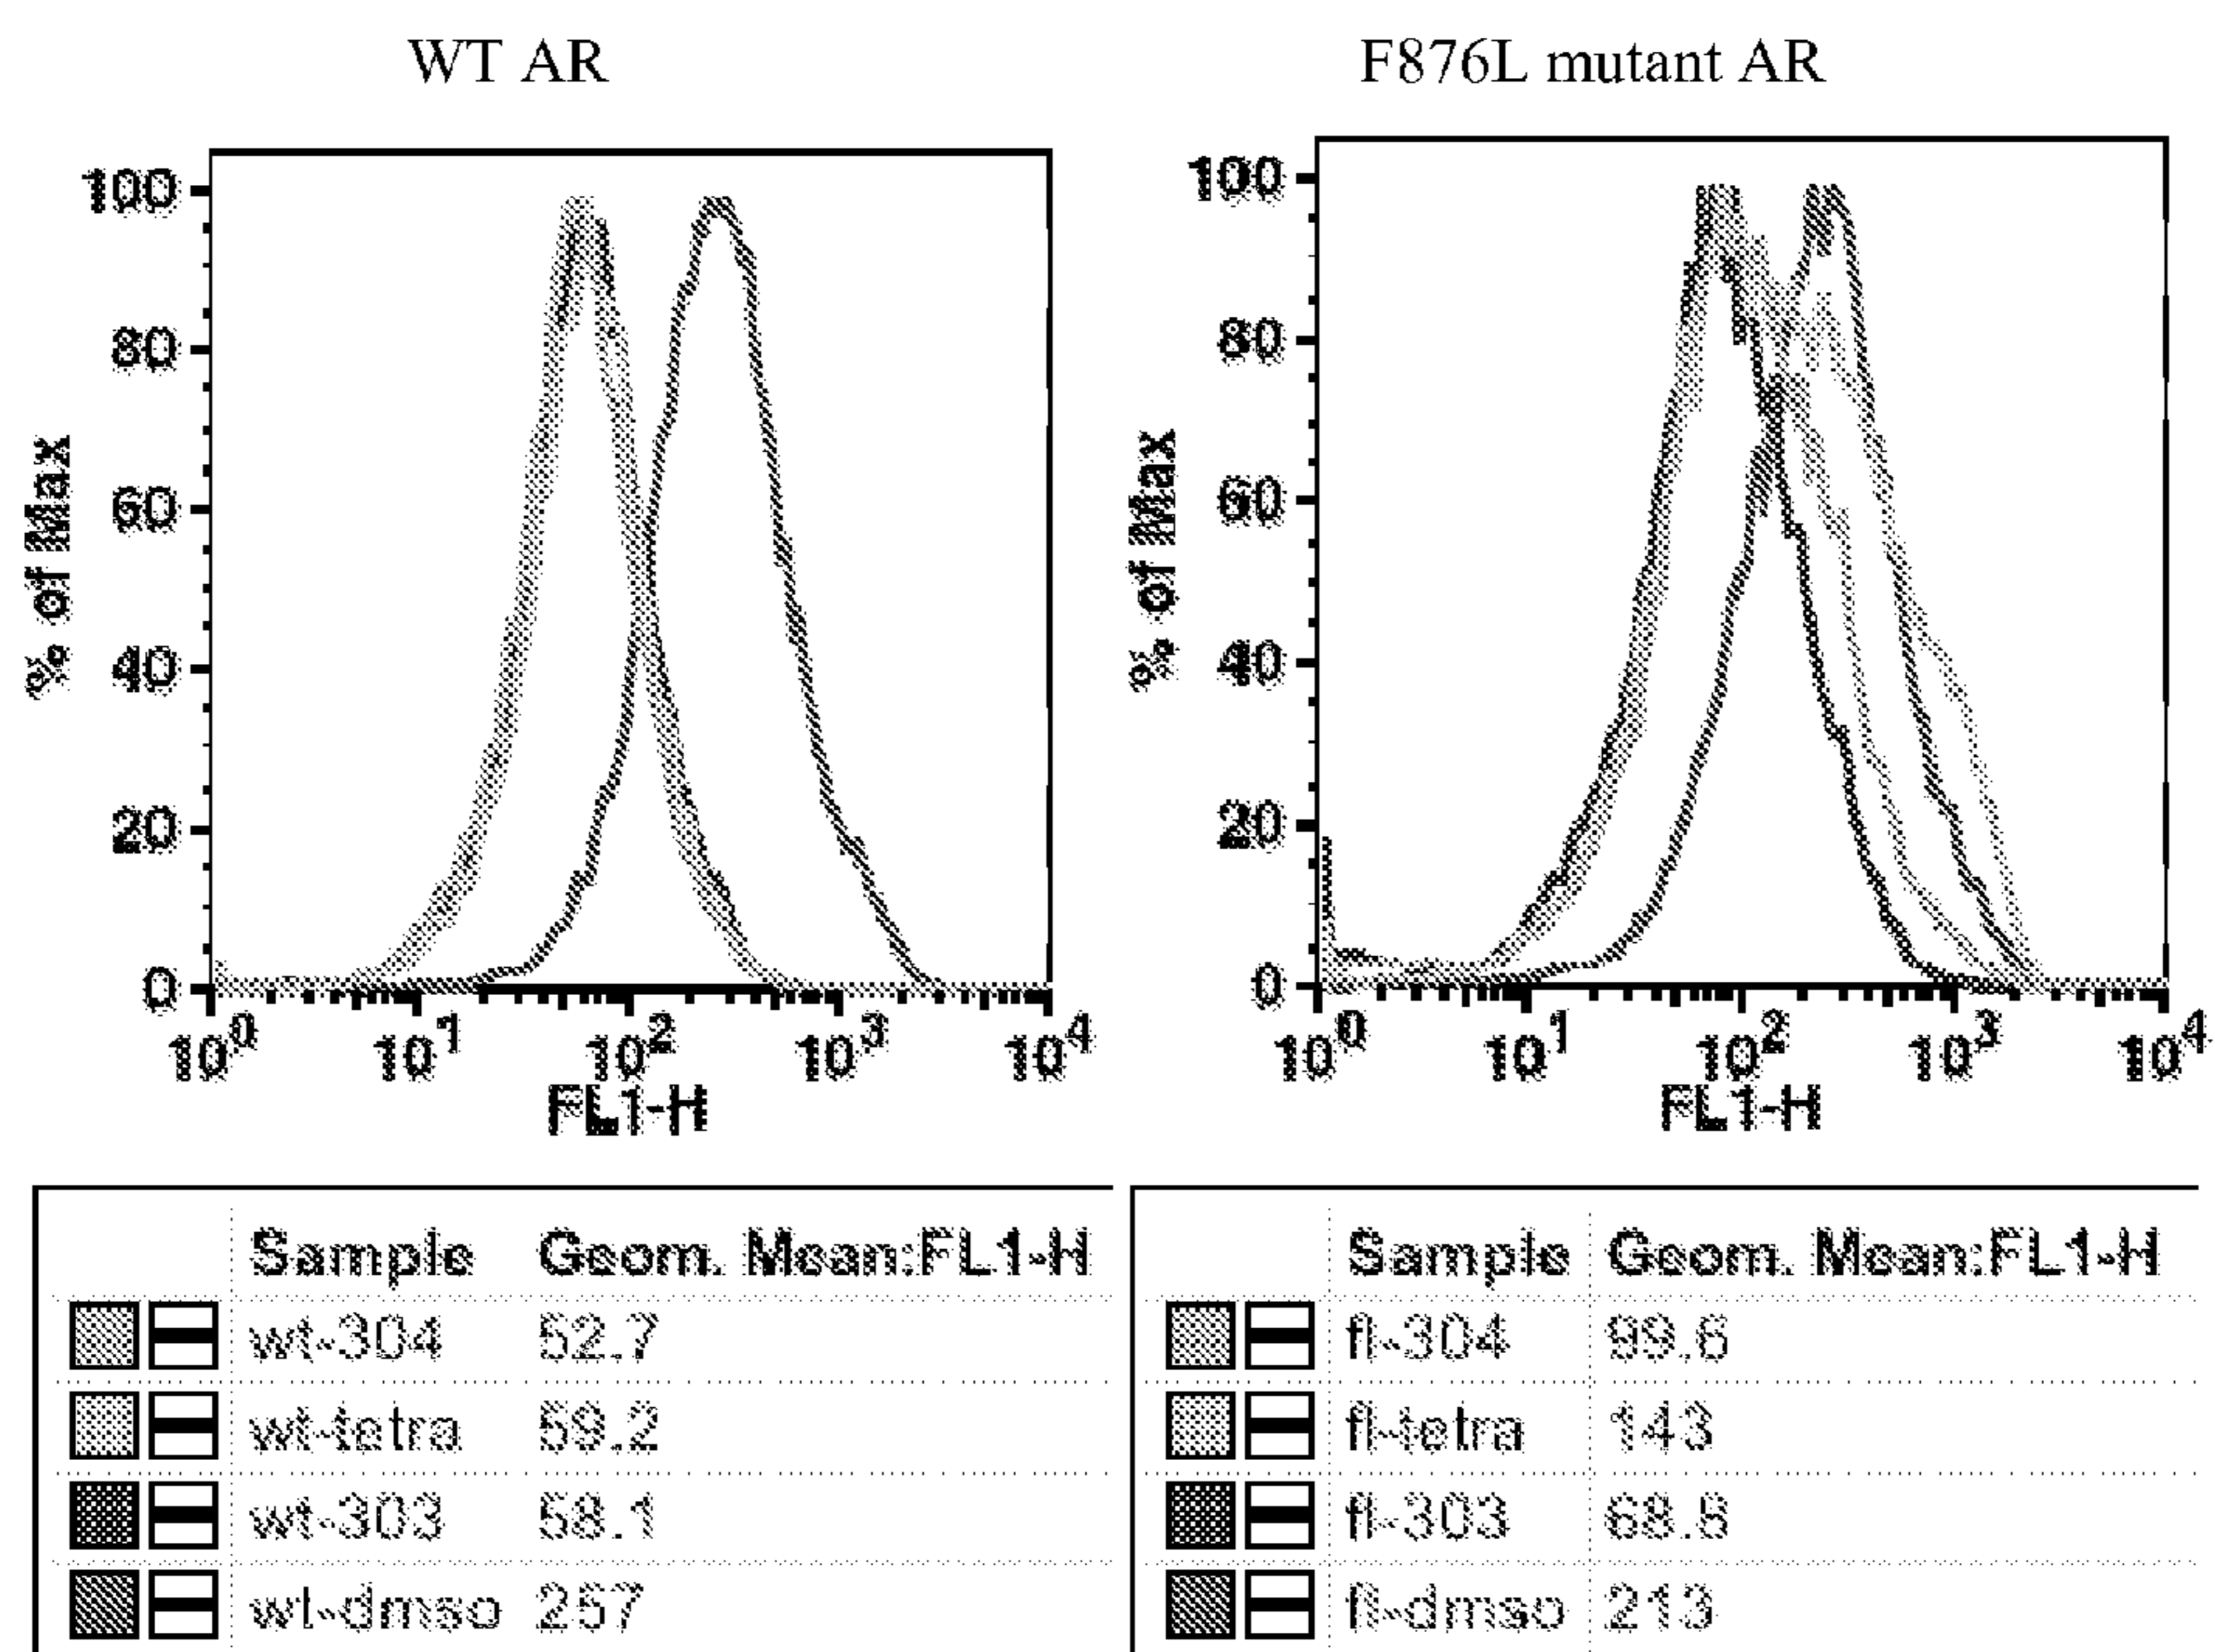 WT AR
F876L mutant AR
100
80
60
40
20
0
% of Max
10^0 10^1 10^2 10^3 10^4
FL1-H
100
80
60
40
20
0
% of Max
10^0 10^1 10^2 10^3 10^4
FL1-H
Sample Geom. Mean:FL1-H
wt-304 52.7
wt-tetra 59.2
wt-303 58.1
wt-dmso 257
Sample Geom. Mean:FL1-H
fl-304 99.6
fl-tetra 143
fl-303
fl-dmso 213